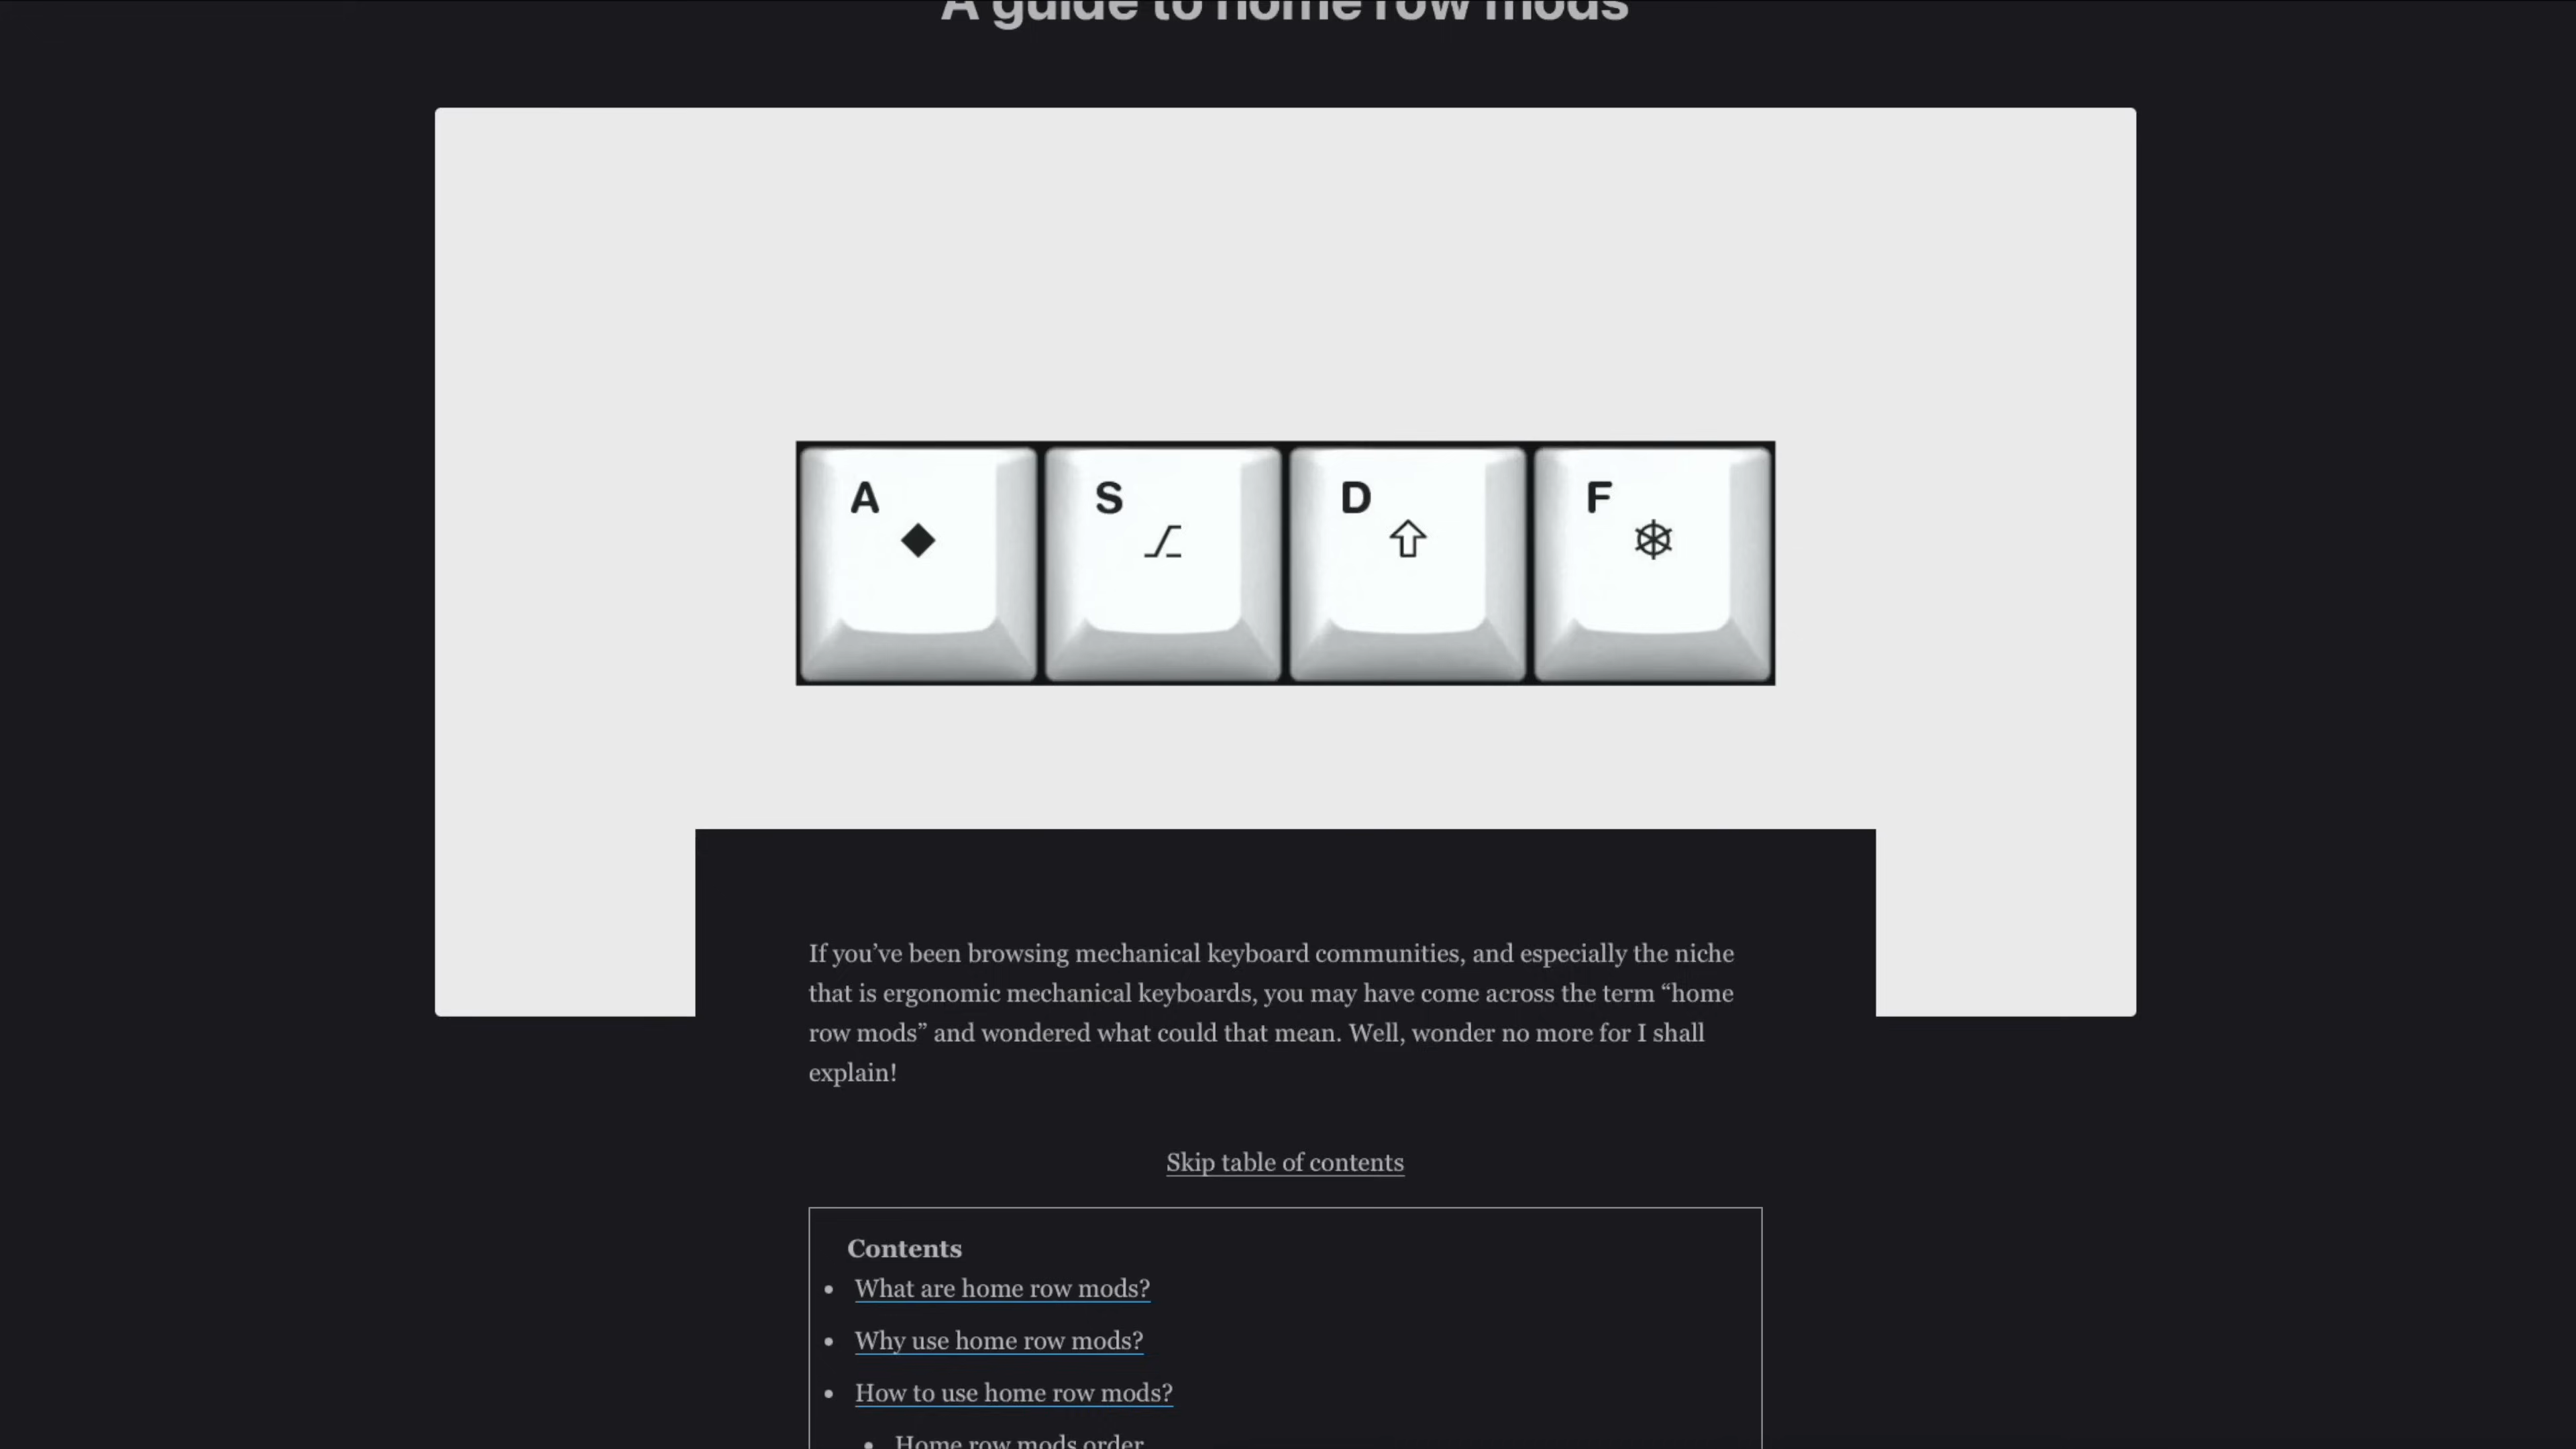 A guide to home row mods
A
S
D
F
If you’ve been browsing mechanical keyboard communities, and especially the niche
that is ergonomic mechanical keyboards, you may have come across the term “home
row mods” and wondered what could that mean. Well, wonder no more for I shall
explain!
Skip table of contents
Contents
What are home row mods?
Why use home row mods?
How to use home row mods?
Home row mods order